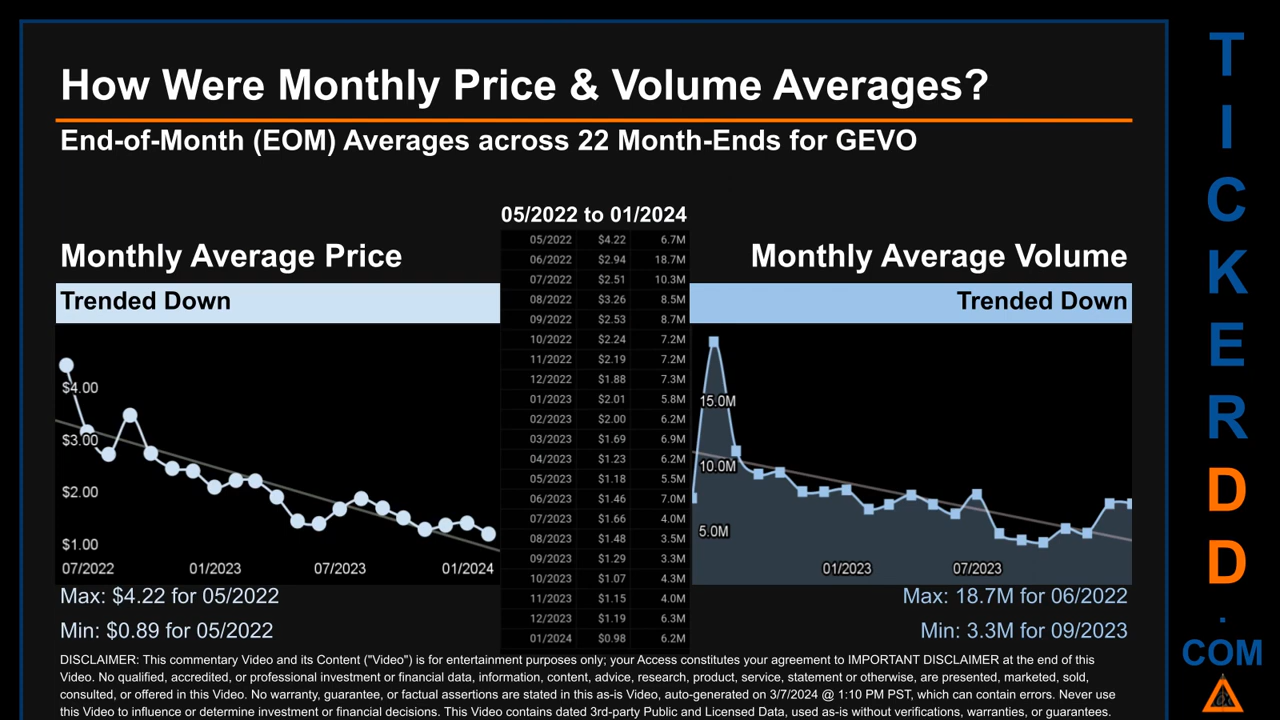 How Were Monthly Price & Volume Averages?
End-of-Month (EOM) Averages across 22 Month-Ends for GEVO
05/2022 to 01/2024
Monthly Average Price
Trended Down
$4.00
$3.00
$2.00
$1.00
07/2022 01/2023 07/2023 01/2024
Max: $4.22 for 05/2022
Min: $0.89 for 05/2022
05/2022 $4.22 6.7M
06/2022 $2.94 18.7M
07/2022 $2.51 10.3M
08/2022 $3.26 8.5M
09/2022 $2.53 8.7M
10/2022 $2.24 7.2M
11/2022 $2.19 7.2M
12/2022 $1.88 7.3M
01/2023 $2.01 5.8M
02/2023 $2.00 6.2M
03/2023 $1.69 6.9M
04/2023 $1.23 6.2M
05/2023 $1.18 5.5M
06/2023 $1.46 7.0M
07/2023 $1.66 4.0M
08/2023 $1.48 3.5M
09/2023 $1.29 3.3M
10/2023 $1.07 4.3M
11/2023 $1.15 4.0M
12/2023 $1.19 6.3M
01/2024 $0.98 6.2M
Monthly Average Volume
Trended Down
15.0M
10.0M
5.0M
01/2023 07/2023
Max: 18.7M for 06/2022
Min: 3.3M for 09/2023
DISCLAIMER: This commentary Video and its Content ("Video") is for entertainment purposes only; your Access constitutes your agreement to IMPORTANT DISCLAIMER at the end of this
Video. No qualified, accredited, or professional investment or financial data, information, content, advice, research, product, service, statement or otherwise, are presented, marketed, sold,
consulted, or offered in this Video. No warranty, guarantee, or factual assertions are stated in this as-is Video, auto-generated on 3/7/2024 @ 1:10 PM PST, which can contain errors. Never use
this Video to influence or determine investment or financial decisions. This Video contains dated 3rd-party Public and Licensed Data, used as-is without verifications, warranties, or guarantees.
T
I
C
K
E
R
D
D
.
COM